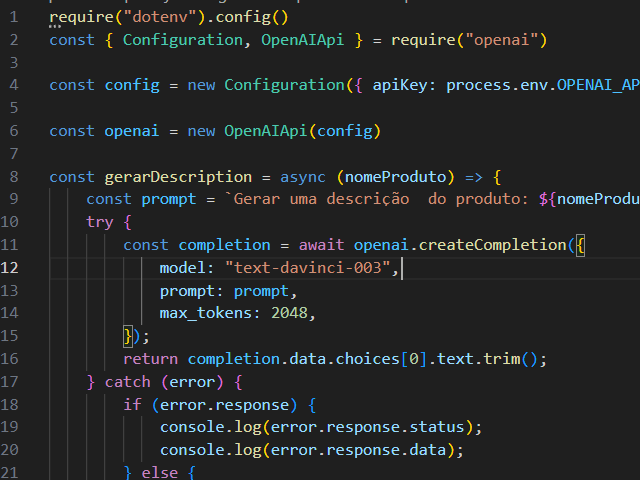 1 require("dotenv").config()
2 const { Configuration, OpenAIApi } = require("openai")
3
4 const config = new Configuration({ apiKey: process.env.OPENAI_AP
5
6 const openai = new OpenAIApi(config)
7
8 const gerarDescription = async (nomeProduto) => {
9 const prompt = `Gerar uma descrição  do produto: ${nomeProdu
10 try {
11 const completion = await openai.createCompletion({
12 model: "text-davinci-003",
13 prompt: prompt,
14 max_tokens: 2048,
15 });
16 return completion.data.choices[0].text.trim();
17 } catch (error) {
18 if (error.response) {
19 console.log(error.response.status);
20 console.log(error.response.data);
21 } else {